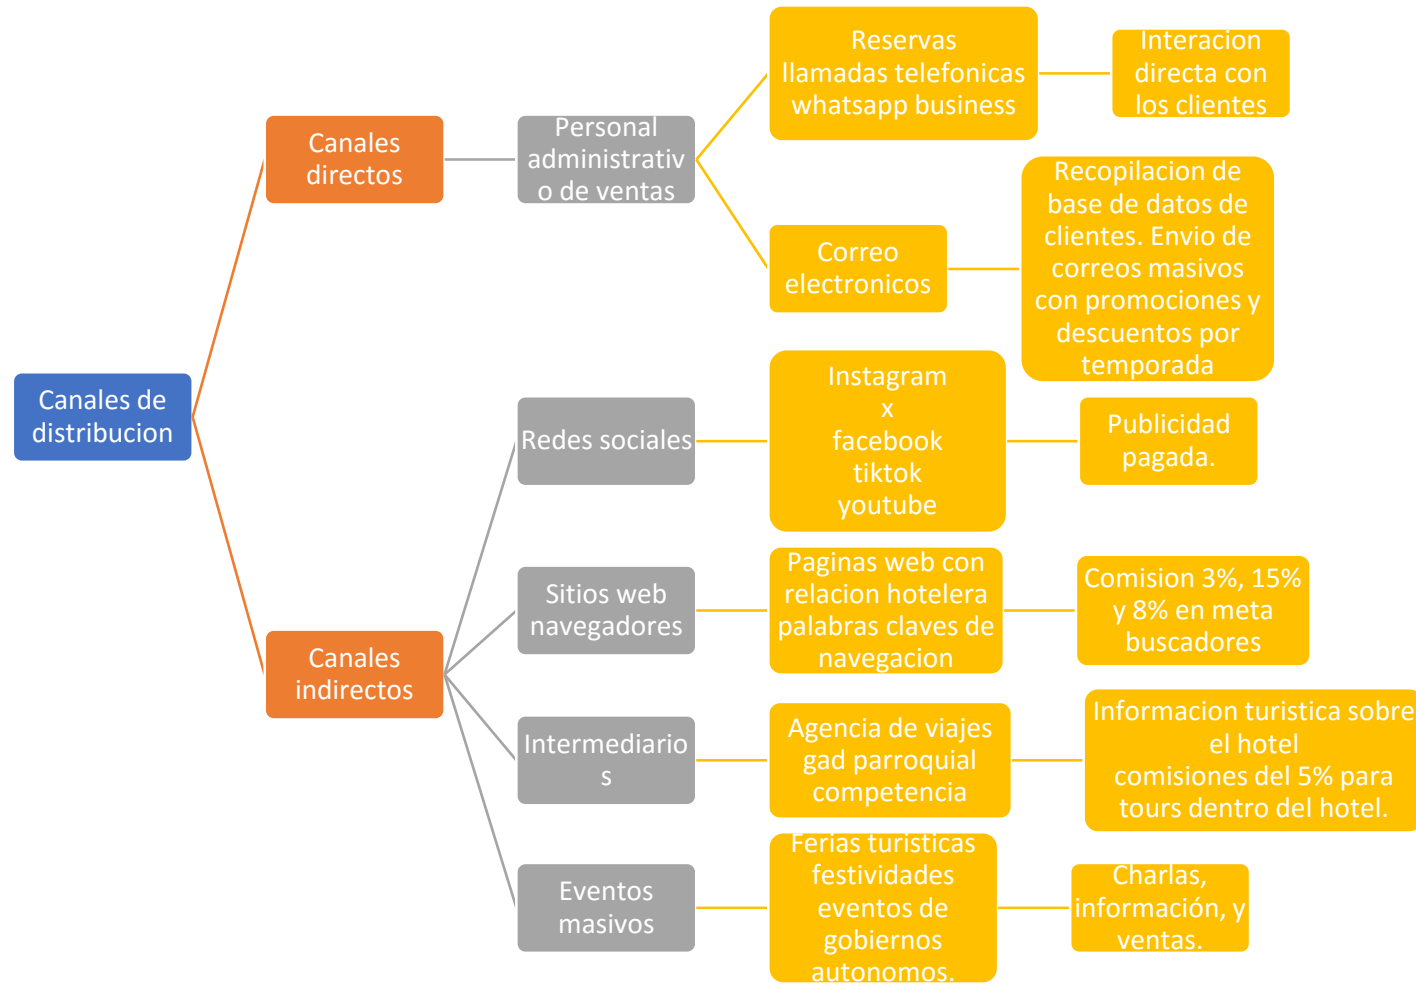 Canales de
distribucion
Canales
directos
Personal
administrativ
o de ventas
Reservas
llamadas telefonicas
whatsapp business
Interacion
directa con
los clientes
Correo
electronicos
Recopilacion de
base de datos de
clientes. Envio de
correos masivos
con promociones y
descuentos por
temporada
Canales
indirectos
Redes sociales
Instagram
x
facebook
tiktok
youtube
Publicidad
pagada.
Sitios web
navegadores
Paginas web con
relacion hotelera
palabras claves de
navegacion
Comision 3%, 15%
y 8% en meta
buscadores
Intermediario
s
Agencia de viajes
gad parroquial
competencia
Informacion turistica sobre
el hotel
comisiones del 5% para
tours dentro del hotel.
Eventos
masivos
Ferias turisticas
festividades
eventos de
gobiernos
autonomos.
Charlas,
información, y
ventas.